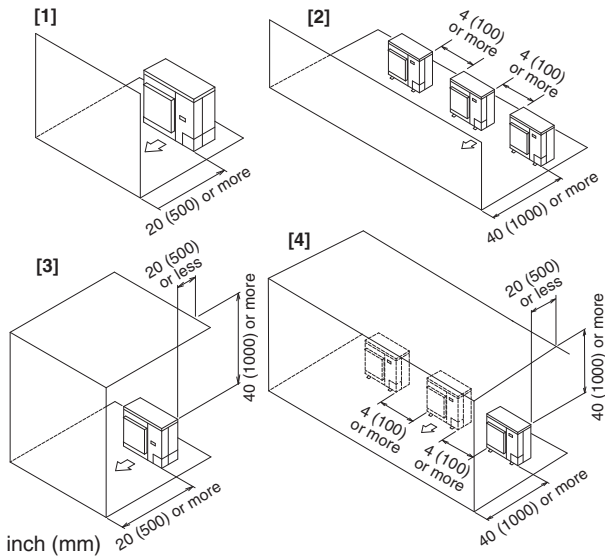 [1]
20 (500) or more
[2]
4 (100)
or more
4 (100)
or more
40 (1000) or more
[3]
20 (500)
or less
40 (1000) or more
20 (500) or more
[4]
20 (500)
or less
40 (1000) or more
4 (100)
or more
4 (100)
or more
40 (1000) or more
inch (mm)